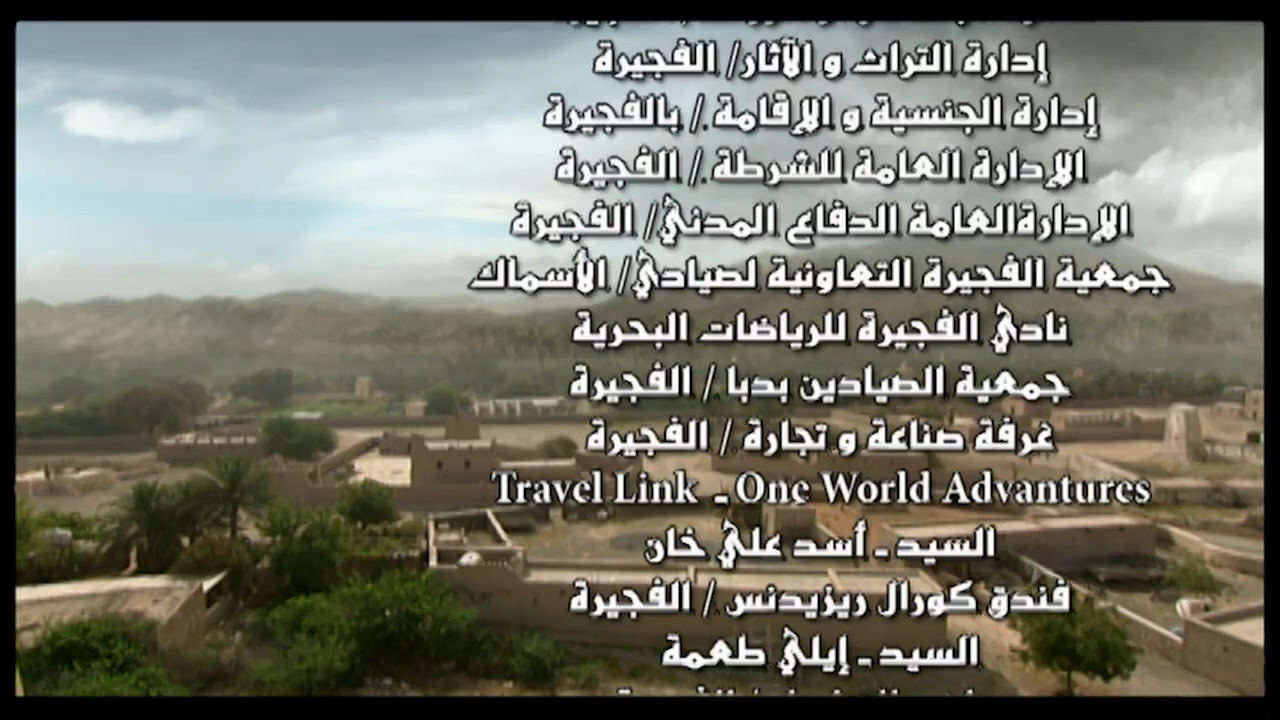 إدارة التراث و الآثار/ الفجيرة
إدارة الجنسية و الإقامة / بالفجيرة
الإدارة العامة للشرطة / الفجيرة
الإدارةالعامة الدفاع المدني/ الفجيرة
جمعية الفجيرة التعاونية لصيادي/ الأسماك
نادي الفجيرة للرياضات البحرية
جمعية الصيادين بدبا / الفجيرة
غرفة صناعة و تجارة / الفجيرة
Travel Link - One World Advantures
السيد - أسد علي خان
فندق كورال ريزيدنس / الفجيرة
السيد - إيلي طعمة